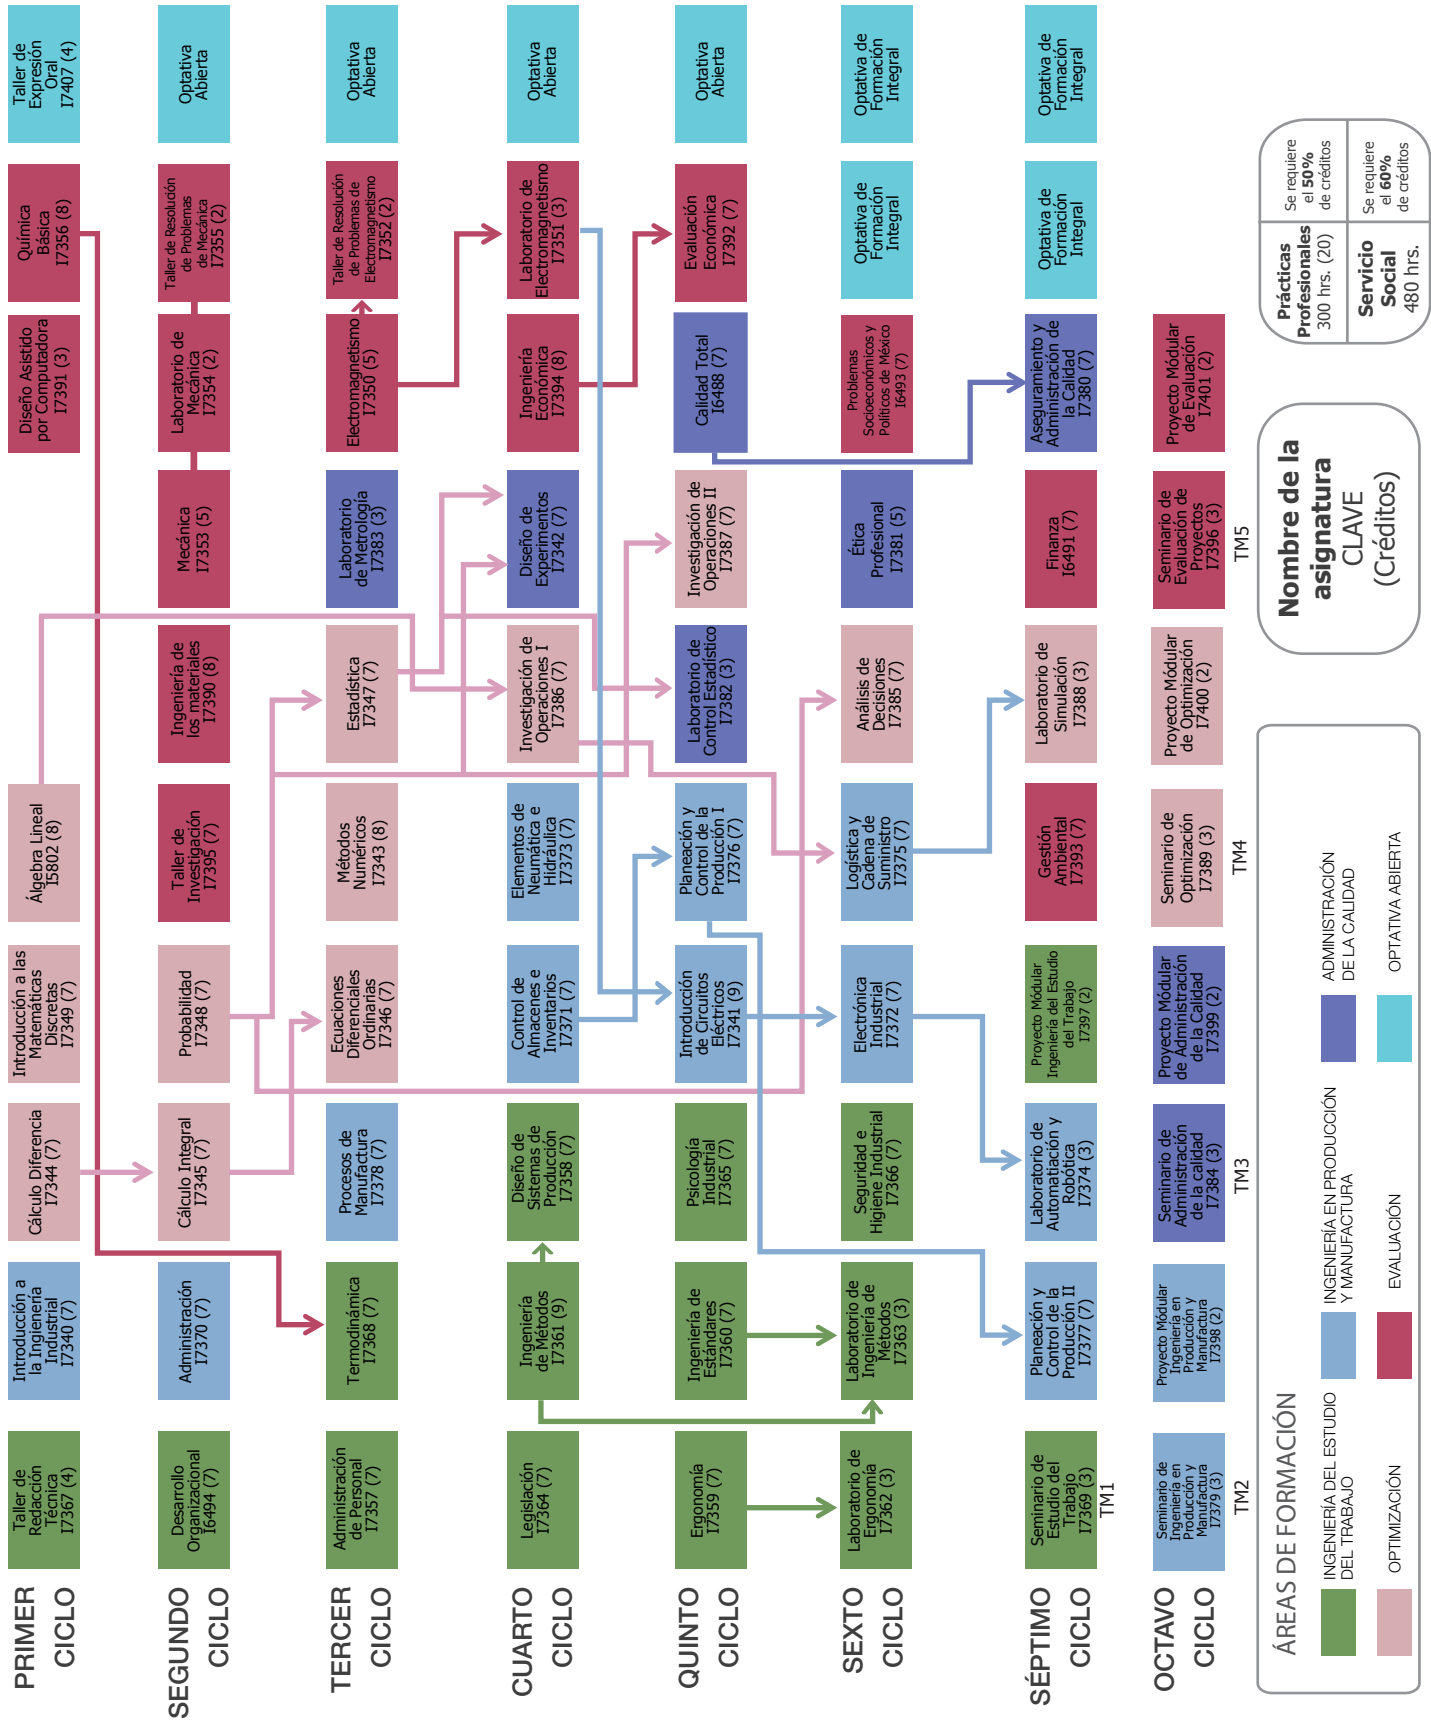 PRIMER
CICLO
Taller de
Redacción
Técnica
I7367 (4)
Introducción a
la Ingieniería
Industrial
I7340 (7)
Cálculo Diferencia
I7344 (7)
Introducción a las
Matemáticas
Discretas
I7349 (7)
Álgebra Lineal
I5802 (8)
Diseño Asistido
por Computadora
I7391 (3)
Química
Básica
I7356 (8)
Taller de
Expresión
Oral
I7407 (4)
SEGUNDO
CICLO
Desarrollo
Organizacional
I6494 (7)
Administración
I7370 (7)
Cálculo Integral
I7345 (7)
Probabilidad
I7348 (7)
Taller de
Investigación
I7395 (7)
Ingeniería de
los materiales
I7390 (8)
Mecánica
I7353 (5)
Laboratorio de
Mecánica
I7354 (2)
Taller de Resolución
de Problemas
de Mecánica
I7355 (2)
Optativa
Abierta
TERCER
CICLO
Administración
de Personal
I7357 (7)
Termodinámica
I7368 (7)
Procesos de
Manufactura
I7378 (7)
Ecuaciones
Diferenciales
Ordinarias
I7346 (7)
Métodos
Numéricos
I7343 (8)
Estadística
I7347 (7)
Laboratorio
de Metrología
I7383 (3)
Electromagnetismo
I7350 (5)
Taller de Resolución
de Problemas de
Electromagnetismo
I7352 (2)
Optativa
Abierta
CUARTO
CICLO
Legislación
I7364 (7)
Ingeniería
de Métodos
I7361 (9)
Diseño de
Sistemas de
Producción
I7358 (7)
Control de
Almacenes e
Inventarios
I7371 (7)
Elementos de
Neumática e
Hidráulica
I7373 (7)
Investigación de
Operaciones I
I7386 (7)
Diseño de
Experimentos
I7342 (7)
Ingeniería
Económica
I7394 (8)
Laboratorio de
Electromagnetismo
I7351 (3)
Optativa
Abierta
QUINTO
CICLO
Ergonomía
I7359 (7)
Ingeniería de
Estándares
I7360 (7)
Psicología
Industrial
I7365 (7)
Introducción
de Circuitos
Eléctricos
I7341 (9)
Planeación y
Control de la
Producción I
I7376 (7)
Laboratorio de
Control Estadístico
I7382 (3)
Investigación de
Operaciones II
I7387 (7)
Calidad Total
I6488 (7)
Evaluación
Económica
I7392 (7)
Optativa
Abierta
SEXTO
CICLO
Laboratorio de
Ergonomía
I7362 (3)
Laboratorio de
Ingeniería de
Métodos
I7363 (3)
Seguridad e
Higiene Industrial
I7366 (7)
Electrónica
Industrial
I7372 (7)
Logística y
Cadena de
Suministro
I7375 (7)
Análisis de
Decisiones
I7385 (7)
Ética
Profesional
I7381 (5)
Problemas
Socioeconómicos y
Políticos de México
I6493 (7)
Optativa de
Formación
Integral
Optativa de
Formación
Integral
SÉPTIMO
CICLO
Seminario de
Estudio del
Trabajo
I7369 (3)
TM1
Planeación y
Control de la
Producción II
I7377 (7)
Laboratorio de
Automatiación y
Robotica
I7374 (3)
Proyecto Módular
Ingeniería del Estudio
del Trabajo
I7397 (2)
Gestión
Ambiental
I7393 (7)
Laboratorio de
Simulación
I7388 (3)
Finanza
I6491 (7)
Aseguramiento y
Administración de
la Calidad
I7380 (7)
Optativa de
Formación
Integral
Optativa de
Formación
Integral
OCTAVO
CICLO
Seminario de
Ingeniería en
Producción y
Manufactura
I7379 (3)
TM2
Proyecto Módular
Ingeniería en
Producción y
Manufactura
I7398 (2)
Seminario de
Administración
de la calidad
I7384 (3)
TM3
Proyecto Módular
de Administración
de la Calidad
I7399 (2)
Seminario de
Optimización
I7389 (3)
TM4
Proyecto Módular
de Optimización
I7400 (2)
Seminario de
Evaluación de
Proyectos
I7396 (3)
TM5
Proyecto Módular
de Evaluación
I7401 (2)
ÁREAS DE FORMACIÓN
INGENIERÍA DEL ESTUDIO
DEL TRABAJO
INGENIERÍA EN PRODUCCIÓN
Y MANUFACTURA
ADMINISTRACIÓN
DE LA CALIDAD
OPTIMIZACIÓN
EVALUACIÓN
OPTATIVA ABIERTA
Nombre de la
asignatura
CLAVE
(Créditos)
Prácticas
Profesionales
300 hrs. (20)
Se requiere
el 50%
de créditos
Servicio
Social
480 hrs.
Se requiere
el 60%
de créditos